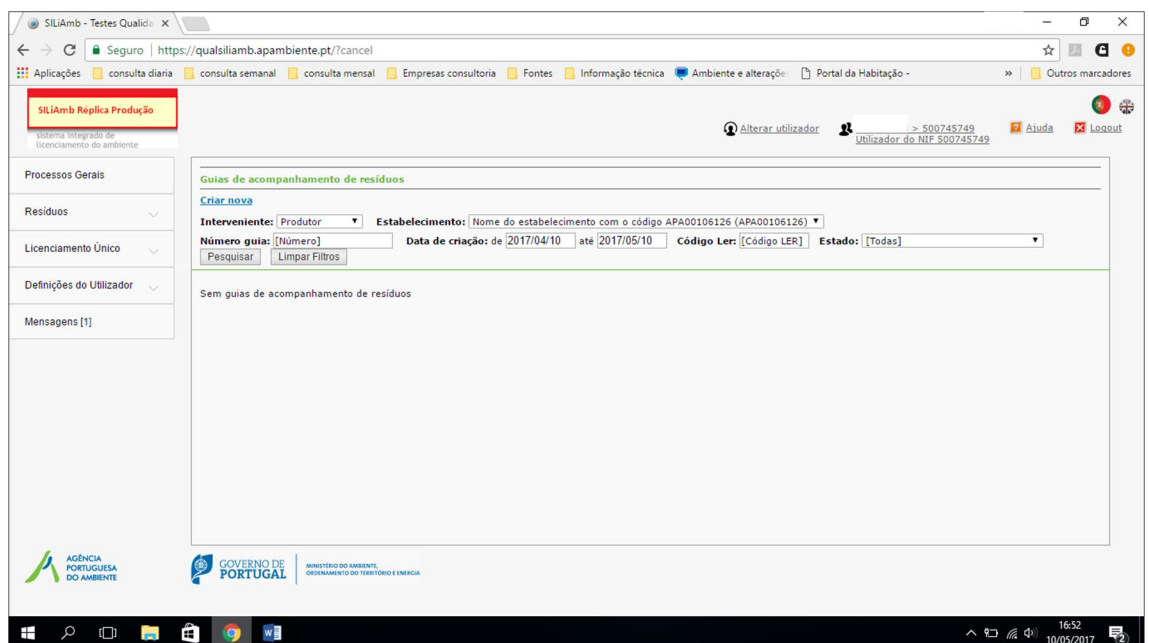 SILiAmb - Testes Qualida
Seguro | https://qualsiliamb.apambiente.pt/?cancel
Aplicações consulta diaria consulta semanal consulta mensal Empresas consultoria Fontes Informação técnica Ambiente e alteraçõe Portal da Habitação - » Outros marcadores
SILiAmb Réplica Produção
sistema integrado de
licenciamento do ambiente
Alterar utilizador > 500745749 Ajuda Logout
Utilizador do NIF 500745749
Processos Gerais
Resíduos
Licenciamento Único
Definições do Utilizador
Mensagens [1]
Guias de acompanhamento de resíduos
Criar nova
Interveniente: Produtor Estabelecimento: Nome do estabelecimento com o código APA00106126 (APA00106126)
Número guia: [Número] Data de criação: de 2017/04/10 até 2017/05/10 Código Ler: [Código LER] Estado: [Todas]
Pesquisar Limpar Filtros
Sem guias de acompanhamento de resíduos
AGÊNCIA
PORTUGUESA
DO AMBIENTE
GOVERNO DE
PORTUGAL
MINISTÉRIO DO AMBIENTE,
ORDENAMENTO DO TERRITÓRIO E ENERGIA
16:52
10/05/2017